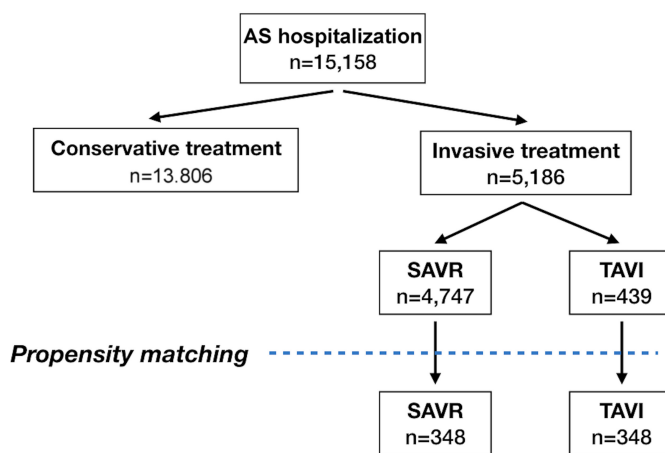 AS hospitalization
n=15,158
Conservative treatment
n=13.806
Invasive treatment
n=5,186
SAVR
n=4,747
TAVI
n=439
Propensity matching
SAVR
n=348
TAVI
n=348